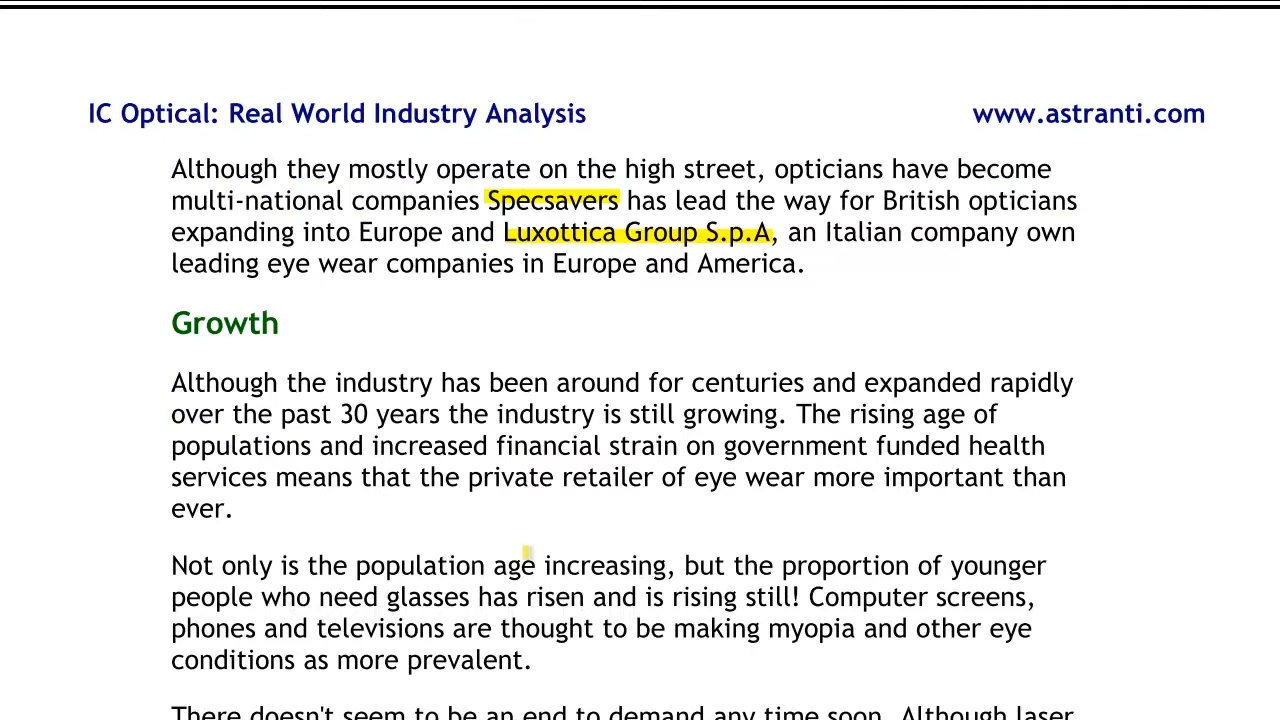 IC Optical: Real World Industry Analysis www.astranti.com
Although they mostly operate on the high street, opticians have become
multi-national companies Specsavers has lead the way for British opticians
expanding into Europe and Luxottica Group S.p.A, an Italian company own
leading eye wear companies in Europe and America.
Growth
Although the industry has been around for centuries and expanded rapidly
over the past 30 years the industry is still growing. The rising age of
populations and increased financial strain on government funded health
services means that the private retailer of eye wear more important than
ever.
Not only is the population age increasing, but the proportion of younger
people who need glasses has risen and is rising still! Computer screens,
phones and televisions are thought to be making myopia and other eye
conditions as more prevalent.
There doesn't seem to be an end to demand any time soon. Although laser